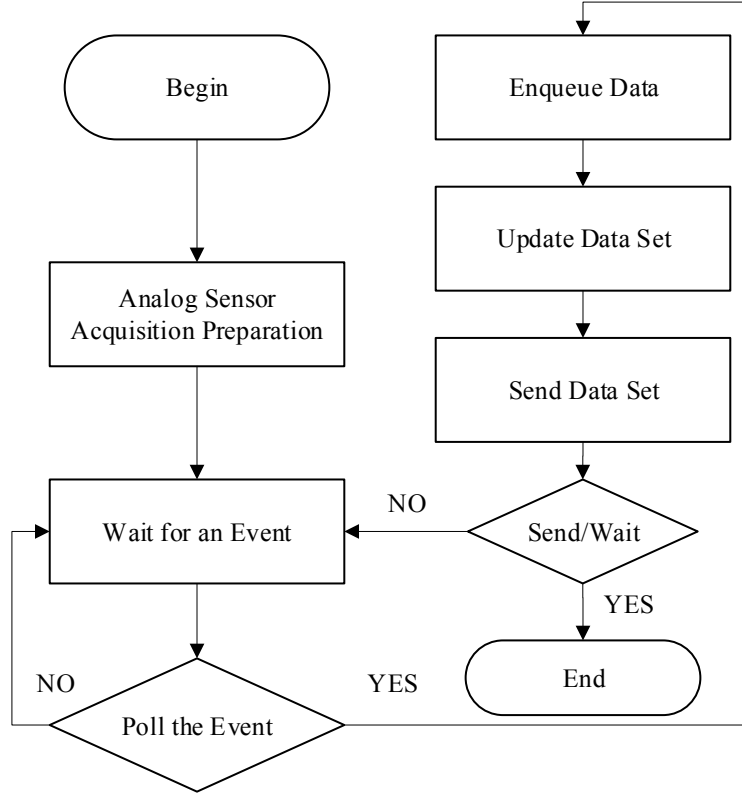 Begin
Analog Sensor
Acquisition Preparation
Wait for an Event
NO
YES
Poll the Event
Enqueue Data
Update Data Set
Send Data Set
NO
Send/Wait
YES
End